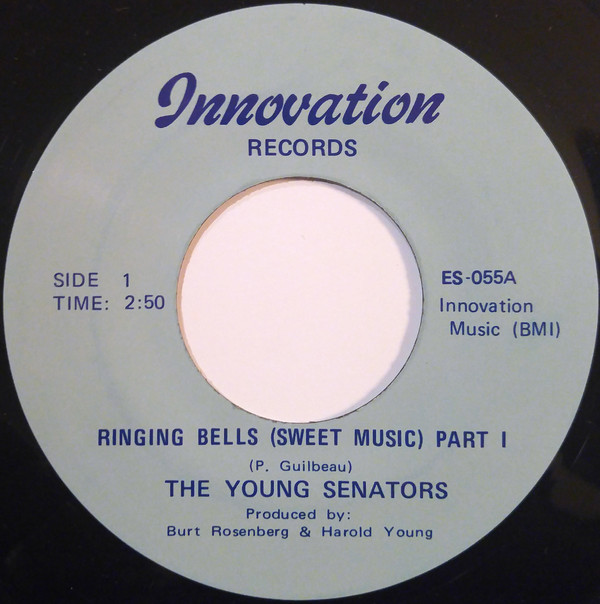 Innovation
RECORDS
SIDE 1
TIME: 2:50
ES-055A
Innovation
Music (BMI)
RINGING BELLS (SWEET MUSIC) PART I
(P. Guilbeau)
THE YOUNG SENATORS
Produced by:
Burt Rosenberg & Harold Young